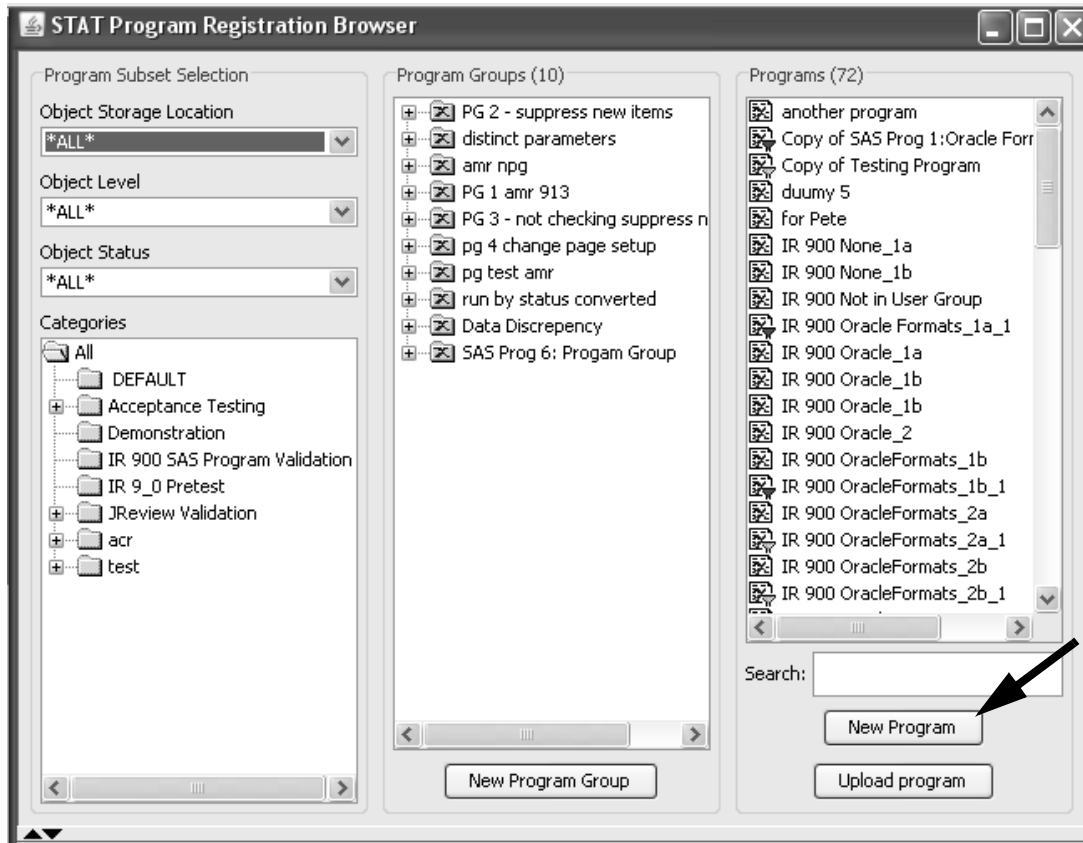 STAT Program Registration Browser
Program Subset Selection
Object Storage Location
*ALL*
Object Level
*ALL*
Object Status
*ALL*
Categories
All
DEFAULT
Acceptance Testing
Demonstration
IR 900 SAS Program Validation
IR 9_0 Pretest
JReview Validation
acr
test
Program Groups (10)
PG 2 - suppress new items
distinct parameters
amr npg
PG 1 amr 913
PG 3 - not checking suppress n
pg 4 change page setup
pg test amr
run by status converted
Data Discrepency
SAS Prog 6: Progam Group
New Program Group
Programs (72)
another program
Copy of SAS Prog 1:Oracle Forr
Copy of Testing Program
duumy 5
for Pete
IR 900 None_1a
IR 900 None_1b
IR 900 Not in User Group
IR 900 Oracle Formats_1a_1
IR 900 Oracle_1a
IR 900 Oracle_1b
IR 900 Oracle_1b
IR 900 Oracle_2
IR 900 OracleFormats_1b
IR 900 OracleFormats_1b_1
IR 900 OracleFormats_2a
IR 900 OracleFormats_2a_1
IR 900 OracleFormats_2b
IR 900 OracleFormats_2b_1
Search:
New Program
Upload program